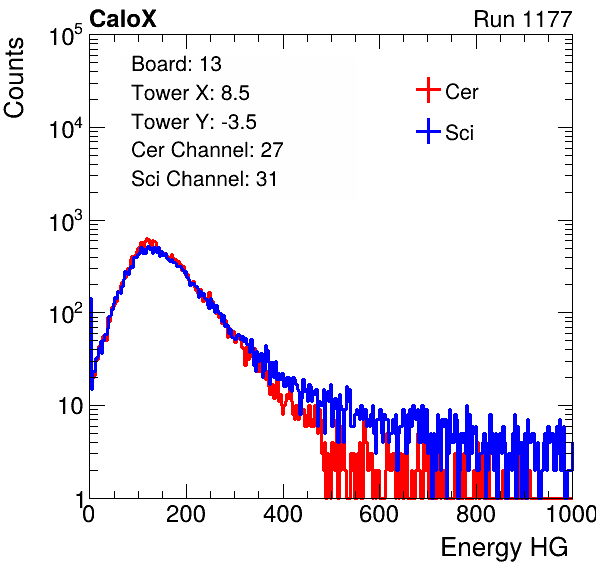 CaloX Run 1177
Counts
Board: 13
Tower X: 8.5
Tower Y: -3.5
Cer Channel: 27
Sci Channel: 31
Cer
Sci
10^5
10^4
10^3
10^2
10
1
0 200 400 600 800 1000
Energy HG